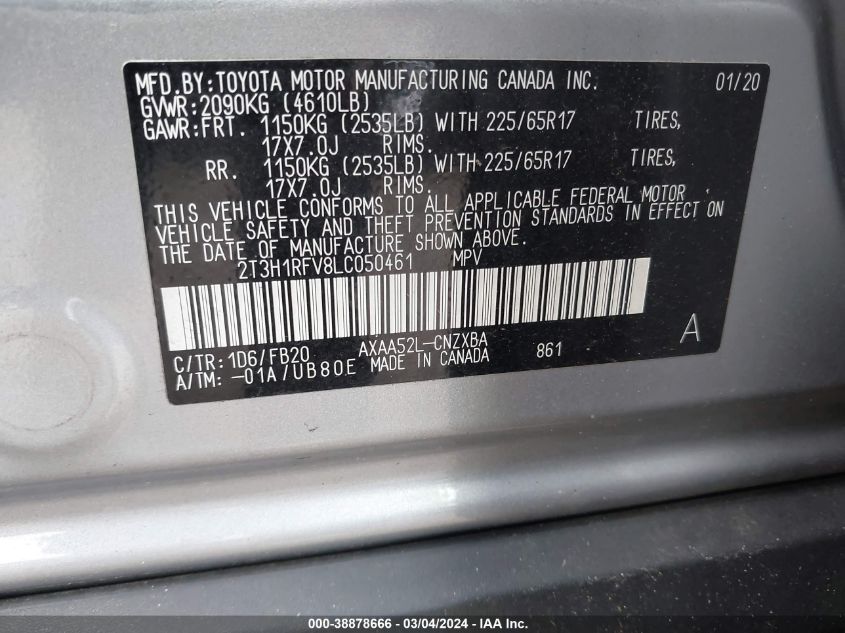 MFD.BY:TOYOTA MOTOR MANUFACTURING CANADA INC. 01/20
GVWR:2090KG (4610LB)
GAWR:FRT. 1150KG (2535LB) WITH 225/65R17 TIRES,
17X7.0J RIMS.
RR. 1150KG (2535LB) WITH 225/65R17 TIRES,
17X7.0J RIMS.
THIS VEHICLE CONFORMS TO ALL APPLICABLE FEDERAL MOTOR
VEHICLE SAFETY AND THEFT PREVENTION STANDARDS IN EFFECT ON
THE DATE OF MANUFACTURE SHOWN ABOVE.
2T3H1RFV8LC050461 MPV
A
C/TR:1D6/FB20 AXAA52L-CNZXBA 861
A/TM:-01A/UB80E MADE IN CANADA
000-38878666 - 03/04/2024 - IAA Inc.